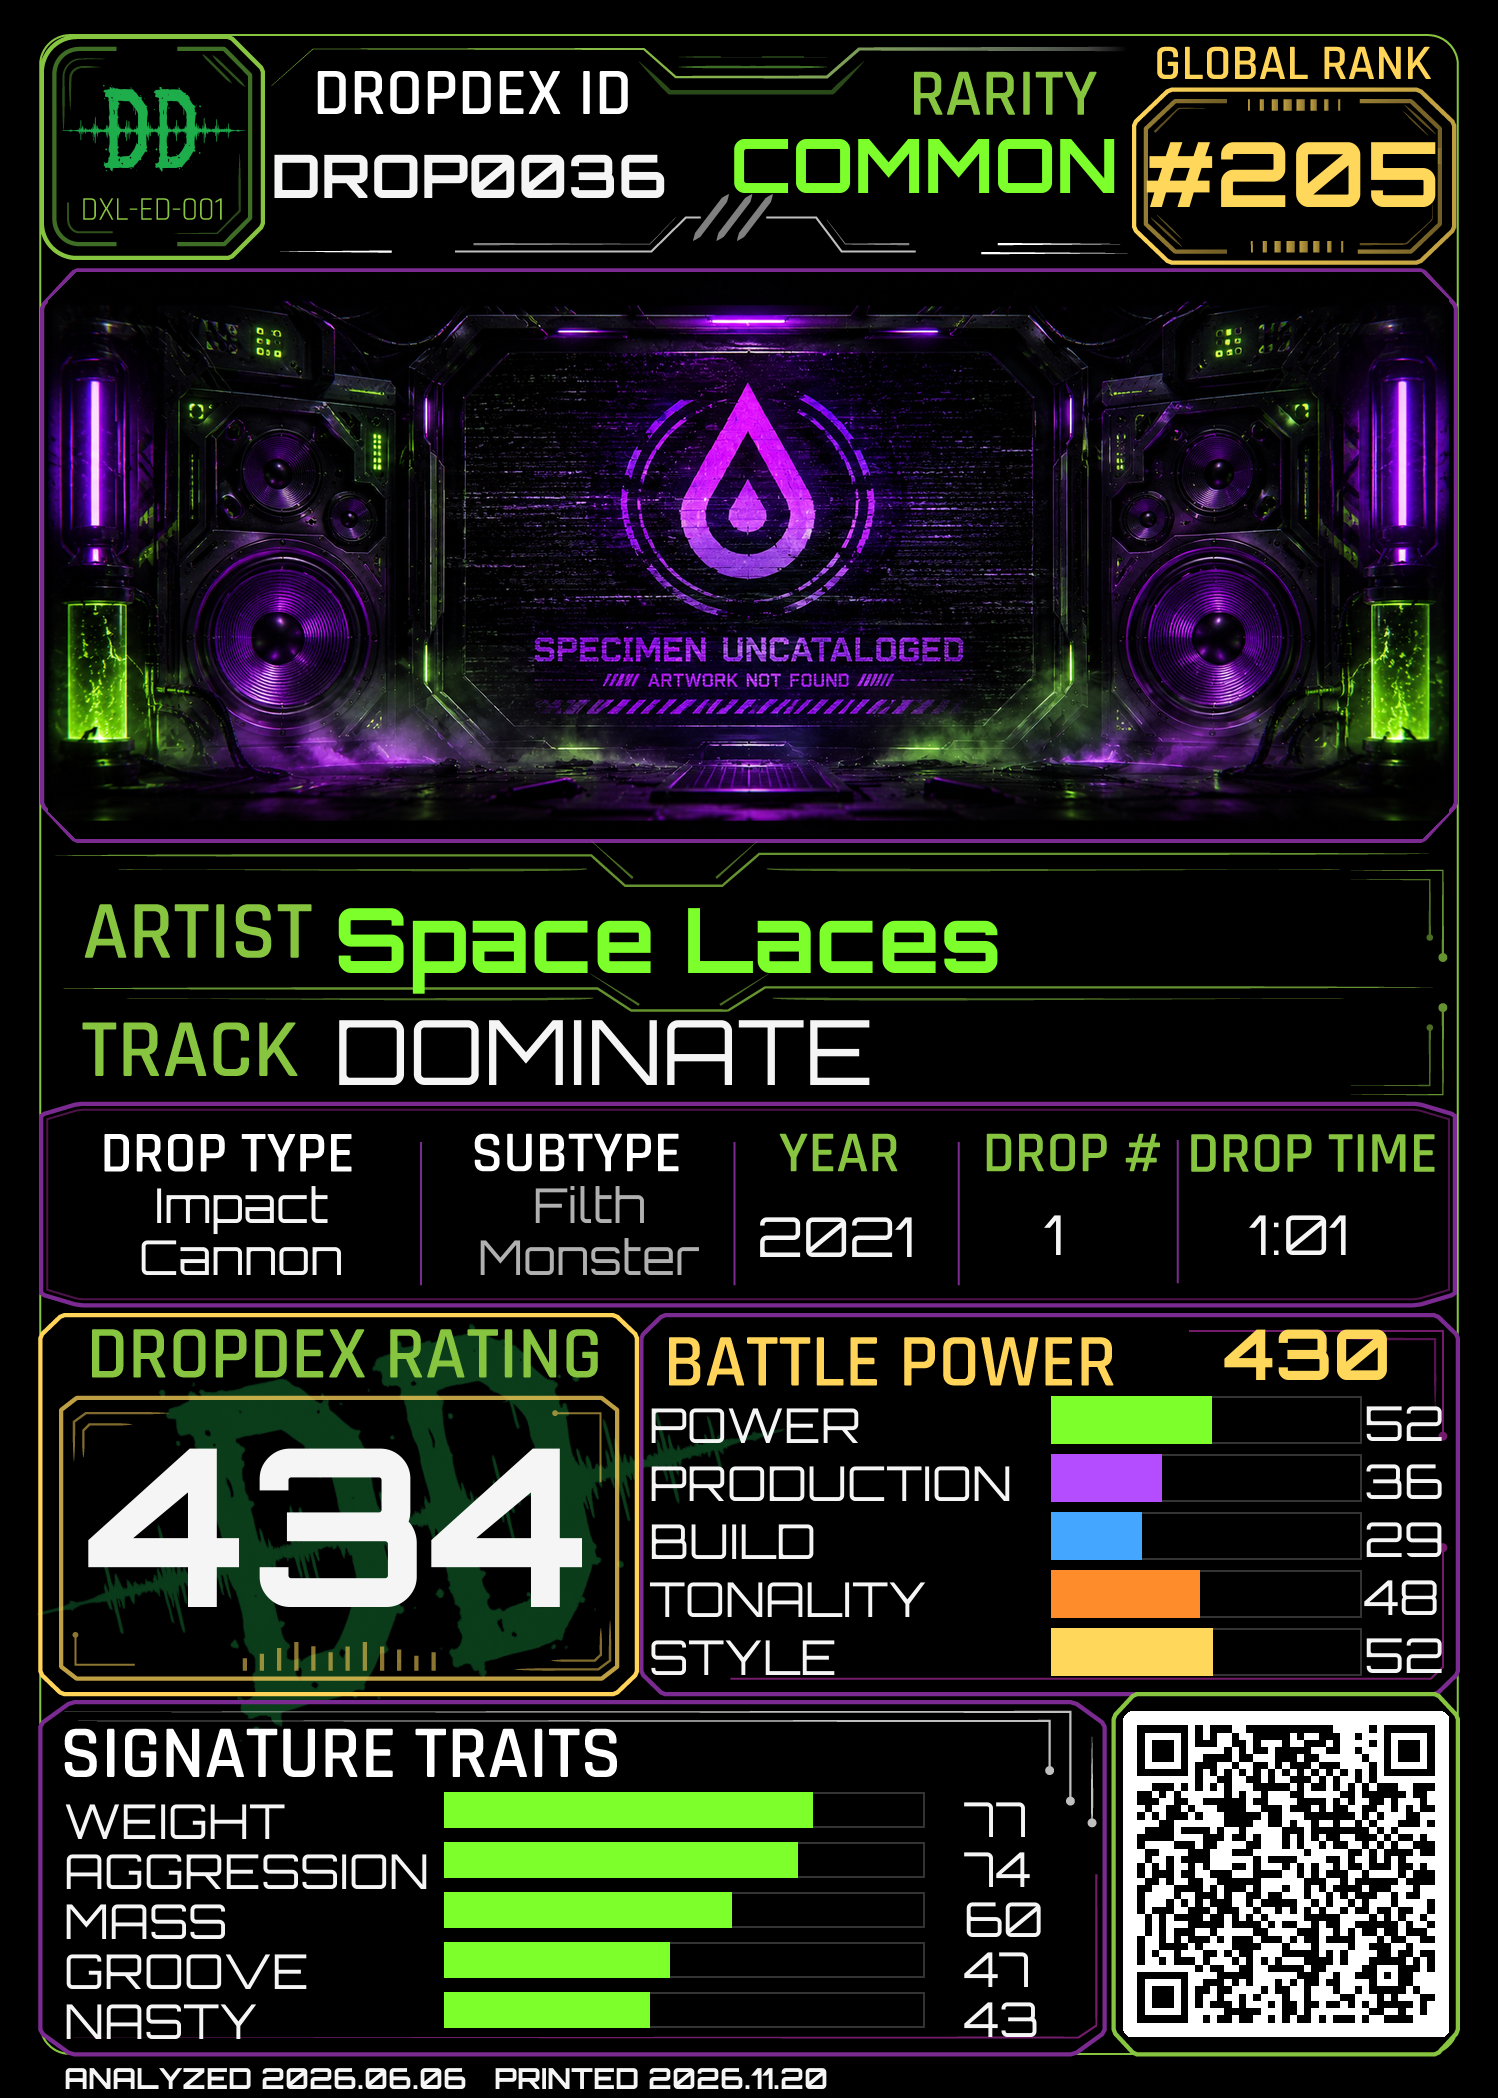 DD
DXL-ED-001
DROPDEX ID
DROP0036
RARITY
COMMON
GLOBAL RANK
#205
SPECIMEN UNCATALOGED
///// ARTWORK NOT FOUND /////
ARTIST Space Laces
TRACK DOMINATE
DROP TYPE
Impact
Cannon
SUBTYPE
Filth
Monster
YEAR
2021
DROP #
1
DROP TIME
1:01
DROPDEX RATING
434
BATTLE POWER 430
POWER 52
PRODUCTION 36
BUILD 29
TONALITY 48
STYLE 52
SIGNATURE TRAITS
WEIGHT 77
AGGRESSION 74
MASS 60
GROOVE 47
NASTY 43
ANALYZED 2026.06.06 PRINTED 2026.11.20